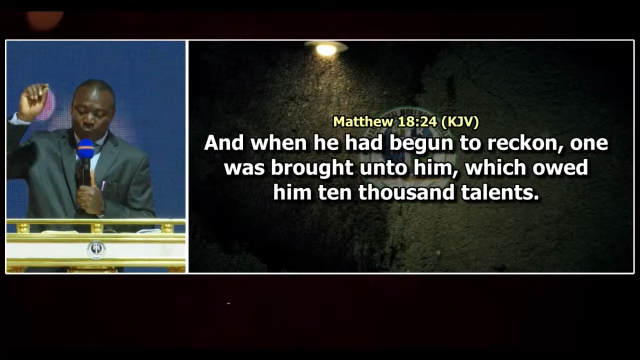 Matthew 18:24 (KJV)
And when he had begun to reckon, one
was brought unto him, which owed
him ten thousand talents.